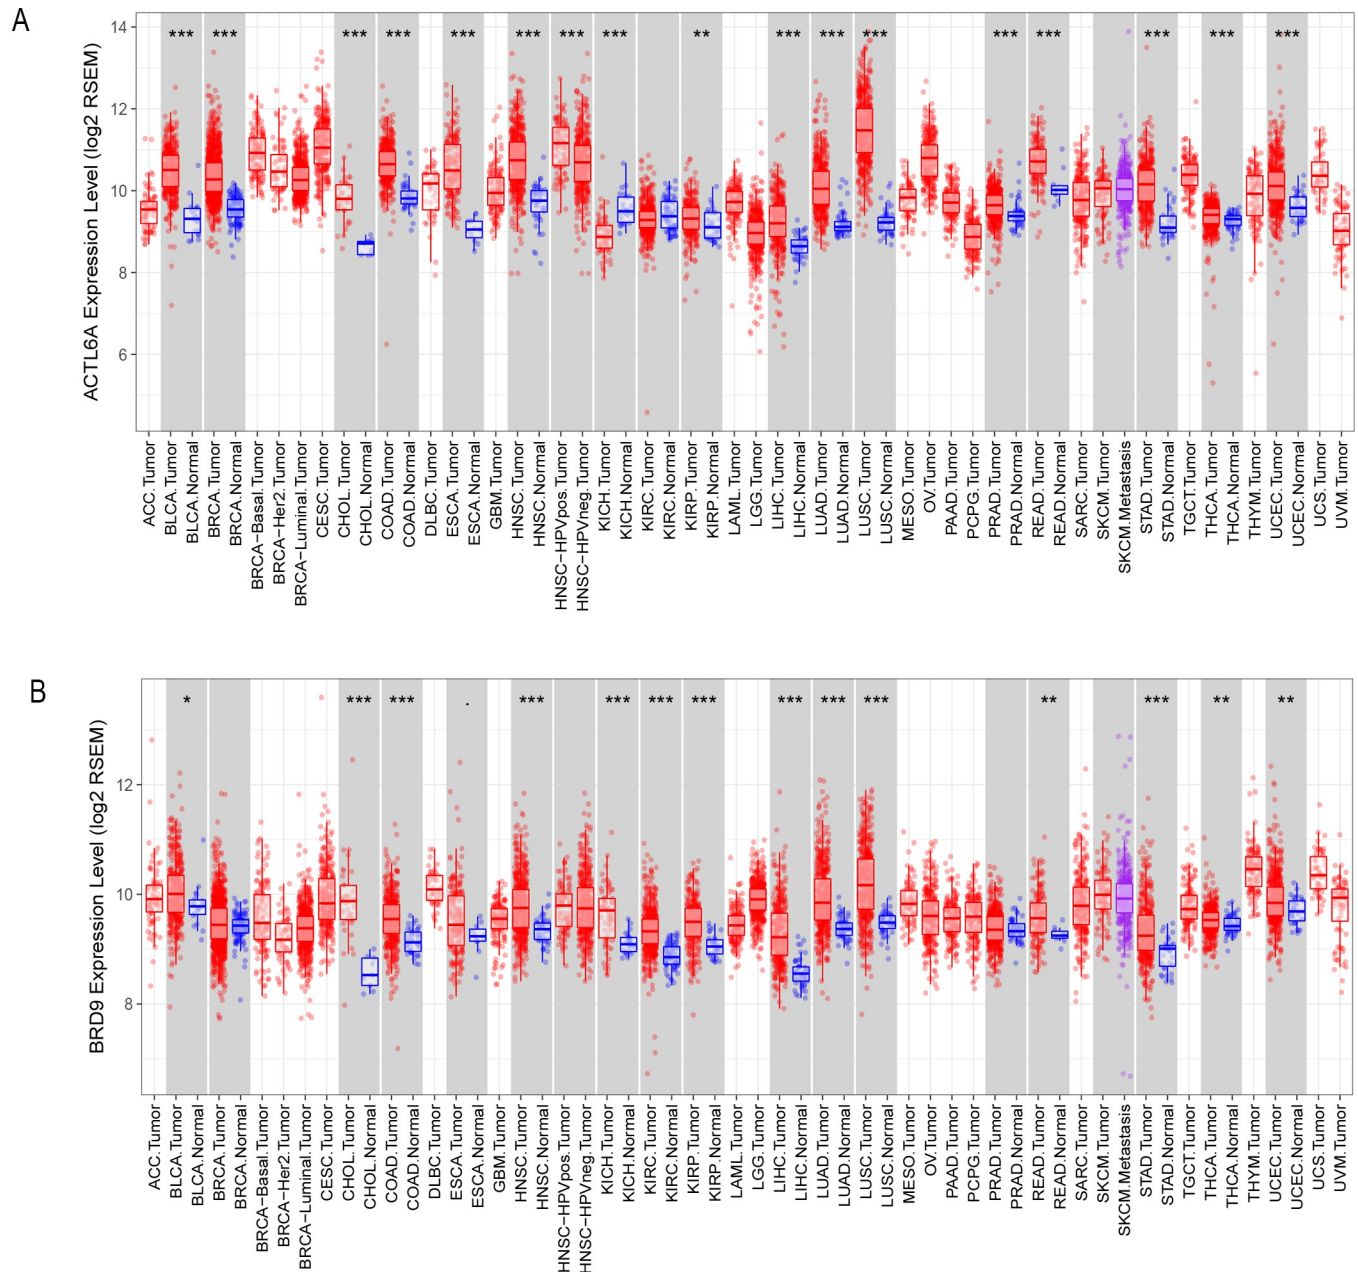 A
ACTL6A Expression Level (log2 RSEM)
14
12
10
8
6
*** *** *** *** *** *** *** *** ** *** *** *** *** *** *** *** ***
ACC.Tumor
BLCA.Tumor
BLCA.Normal
BRCA.Tumor
BRCA.Normal
BRCA−Basal.Tumor
BRCA−Her2.Tumor
BRCA−Luminal.Tumor
CESC.Tumor
CHOL.Tumor
CHOL.Normal
COAD.Tumor
COAD.Normal
DLBC.Tumor
ESCA.Tumor
ESCA.Normal
GBM.Tumor
HNSC.Tumor
HNSC.Normal
HNSC−HPVpos.Tumor
HNSC−HPVneg.Tumor
KICH.Tumor
KICH.Normal
KIRC.Tumor
KIRC.Normal
KIRP.Tumor
KIRP.Normal
LAML.Tumor
LGG.Tumor
LIHC.Tumor
LIHC.Normal
LUAD.Tumor
LUAD.Normal
LUSC.Tumor
LUSC.Normal
MESO.Tumor
OV.Tumor
PAAD.Tumor
PCPG.Tumor
PRAD.Tumor
PRAD.Normal
READ.Tumor
READ.Normal
SARC.Tumor
SKCM.Tumor
SKCM.Metastasis
STAD.Tumor
STAD.Normal
TGCT.Tumor
THCA.Tumor
THCA.Normal
THYM.Tumor
UCEC.Tumor
UCEC.Normal
UCS.Tumor
UVM.Tumor
B
BRD9 Expression Level (log2 RSEM)
12
10
8
* *** *** . *** *** *** *** *** *** *** ** *** ** **
ACC.Tumor
BLCA.Tumor
BLCA.Normal
BRCA.Tumor
BRCA.Normal
BRCA−Basal.Tumor
BRCA−Her2.Tumor
BRCA−Luminal.Tumor
CESC.Tumor
CHOL.Tumor
CHOL.Normal
COAD.Tumor
COAD.Normal
DLBC.Tumor
ESCA.Tumor
ESCA.Normal
GBM.Tumor
HNSC.Tumor
HNSC.Normal
HNSC−HPVpos.Tumor
HNSC−HPVneg.Tumor
KICH.Tumor
KICH.Normal
KIRC.Tumor
KIRC.Normal
KIRP.Tumor
KIRP.Normal
LAML.Tumor
LGG.Tumor
LIHC.Tumor
LIHC.Normal
LUAD.Tumor
LUAD.Normal
LUSC.Tumor
LUSC.Normal
MESO.Tumor
OV.Tumor
PAAD.Tumor
PCPG.Tumor
PRAD.Tumor
PRAD.Normal
READ.Tumor
READ.Normal
SARC.Tumor
SKCM.Tumor
SKCM.Metastasis
STAD.Tumor
STAD.Normal
TGCT.Tumor
THCA.Tumor
THCA.Normal
THYM.Tumor
UCEC.Tumor
UCEC.Normal
UCS.Tumor
UVM.Tumor